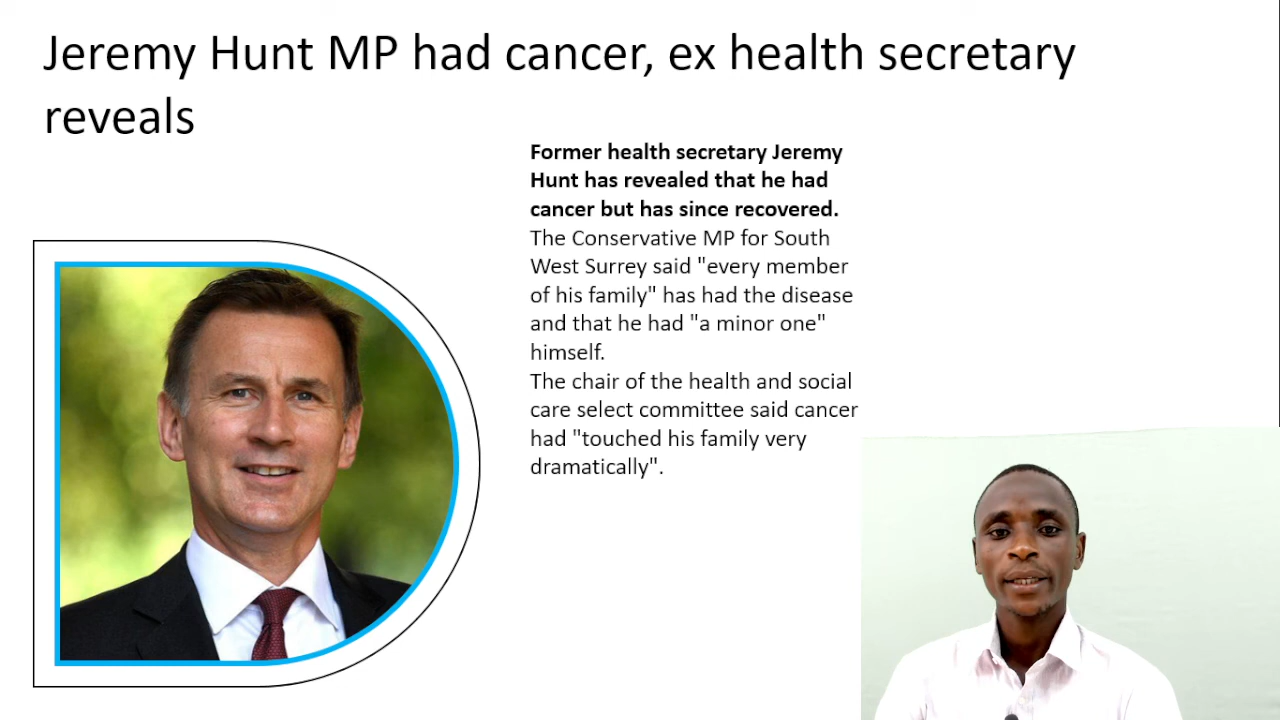 Jeremy Hunt MP had cancer, ex health secretary
reveals
Former health secretary Jeremy
Hunt has revealed that he had
cancer but has since recovered.
The Conservative MP for South
West Surrey said "every member
of his family" has had the disease
and that he had "a minor one"
himself.
The chair of the health and social
care select committee said cancer
had "touched his family very
dramatically".